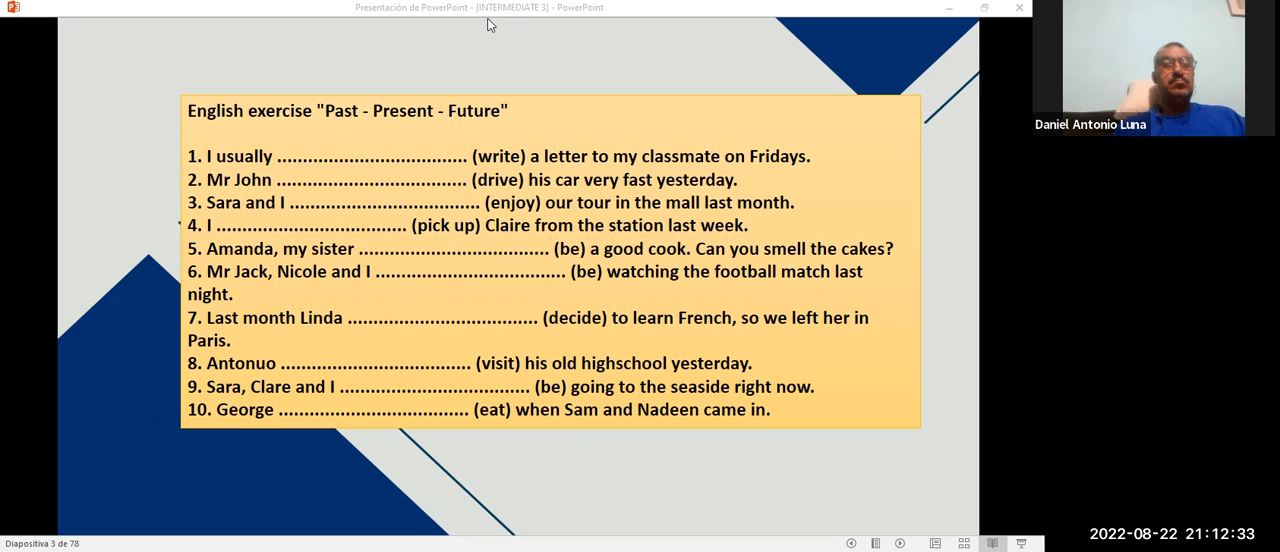 Presentación de PowerPoint - [INTERMEDIATE 3] - PowerPoint
English exercise "Past - Present - Future"
1. I usually ..................................... (write) a letter to my classmate on Fridays.
2. Mr John ..................................... (drive) his car very fast yesterday.
3. Sara and I ..................................... (enjoy) our tour in the mall last month.
4. I ..................................... (pick up) Claire from the station last week.
5. Amanda, my sister ..................................... (be) a good cook. Can you smell the cakes?
6. Mr Jack, Nicole and I ..................................... (be) watching the football match last
night.
7. Last month Linda ..................................... (decide) to learn French, so we left her in
Paris.
8. Antonuo ..................................... (visit) his old highschool yesterday.
9. Sara, Clare and I ..................................... (be) going to the seaside right now.
10. George ..................................... (eat) when Sam and Nadeen came in.
Daniel Antonio Luna
Diapositiva 3 de 78
2022-08-22 21:12:33